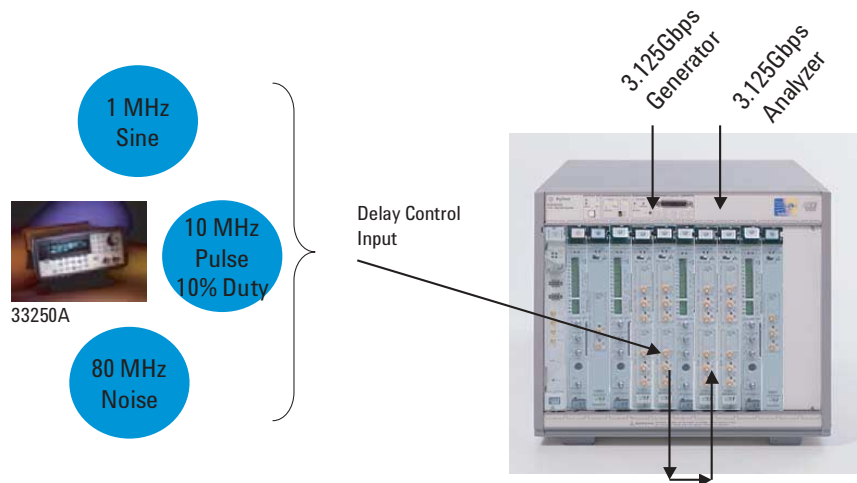 1 MHz
Sine
10 MHz
Pulse
10% Duty
33250A
80 MHz
Noise
Delay Control
Input
3.125Gbps
Generator
3.125Gbps
Analyzer
Agilent